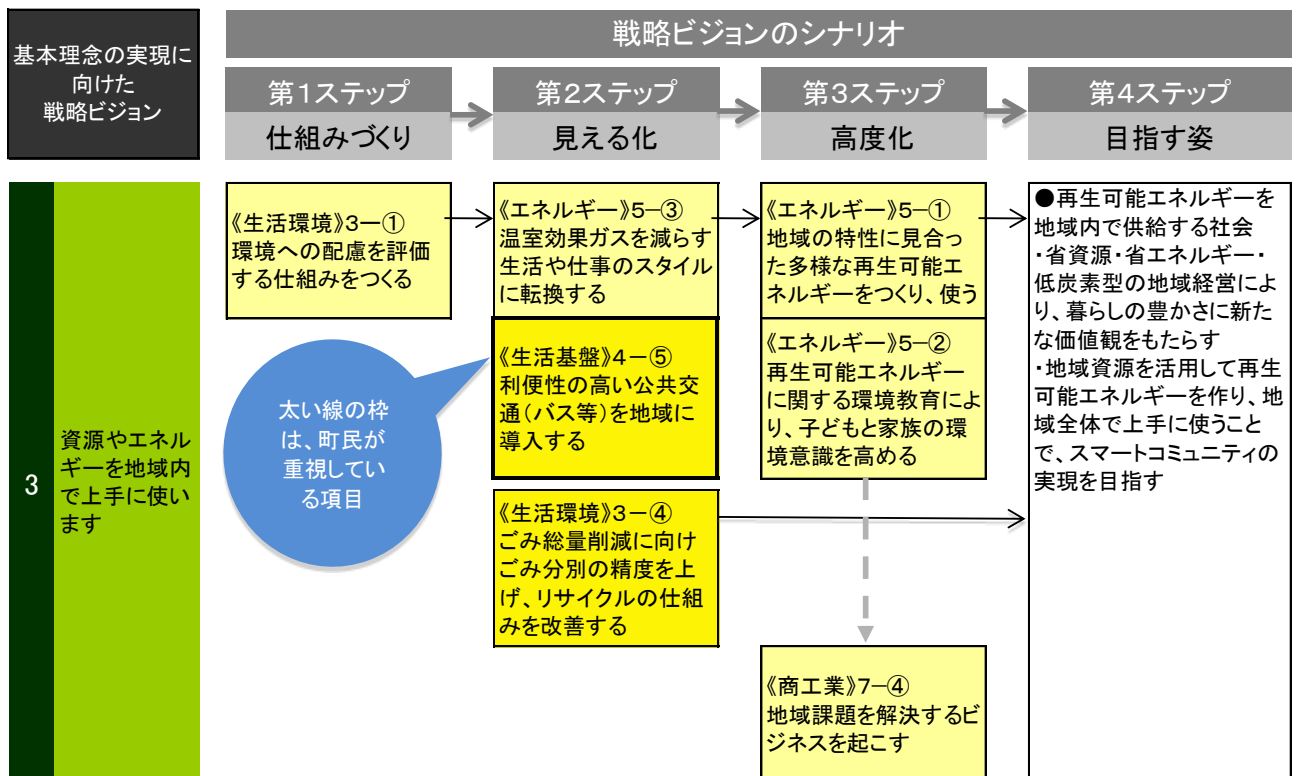 基本理念の実現に
向けた
戦略ビジョン
戦略ビジョンのシナリオ
第1ステップ
仕組みづくり
第2ステップ
見える化
第3ステップ
高度化
第4ステップ
目指す姿
3
資源やエネル
ギーを地域内
で上手に使い
ます
《生活環境》3ー①
環境への配慮を評価
する仕組みをつくる
太い線の枠
は、町民が
重視してい
る項目
《エネルギー》5−③
温室効果ガスを減らす
生活や仕事のスタイル
に転換する
《生活基盤》4−⑤
利便性の高い公共交
通(バス等)を地域に
導入する
《生活環境》3−④
ごみ総量削減に向け
ごみ分別の精度を上
げ、リサイクルの仕組
みを改善する
《エネルギー》5−①
地域の特性に見合っ
た多様な再生可能エ
ネルギーをつくり、使う
《エネルギー》5−②
再生可能エネルギー
に関する環境教育によ
り、子どもと家族の環
境意識を高める
《商工業》7−④
地域課題を解決するビ
ジネスを起こす
●再生可能エネルギーを
地域内で供給する社会
・省資源・省エネルギー・
低炭素型の地域経営によ
り、暮らしの豊かさに新た
な価値観をもたらす
・地域資源を活用して再生
可能エネルギーを作り、地
域全体で上手に使うこと
で、スマートコミュニティの
実現を目指す